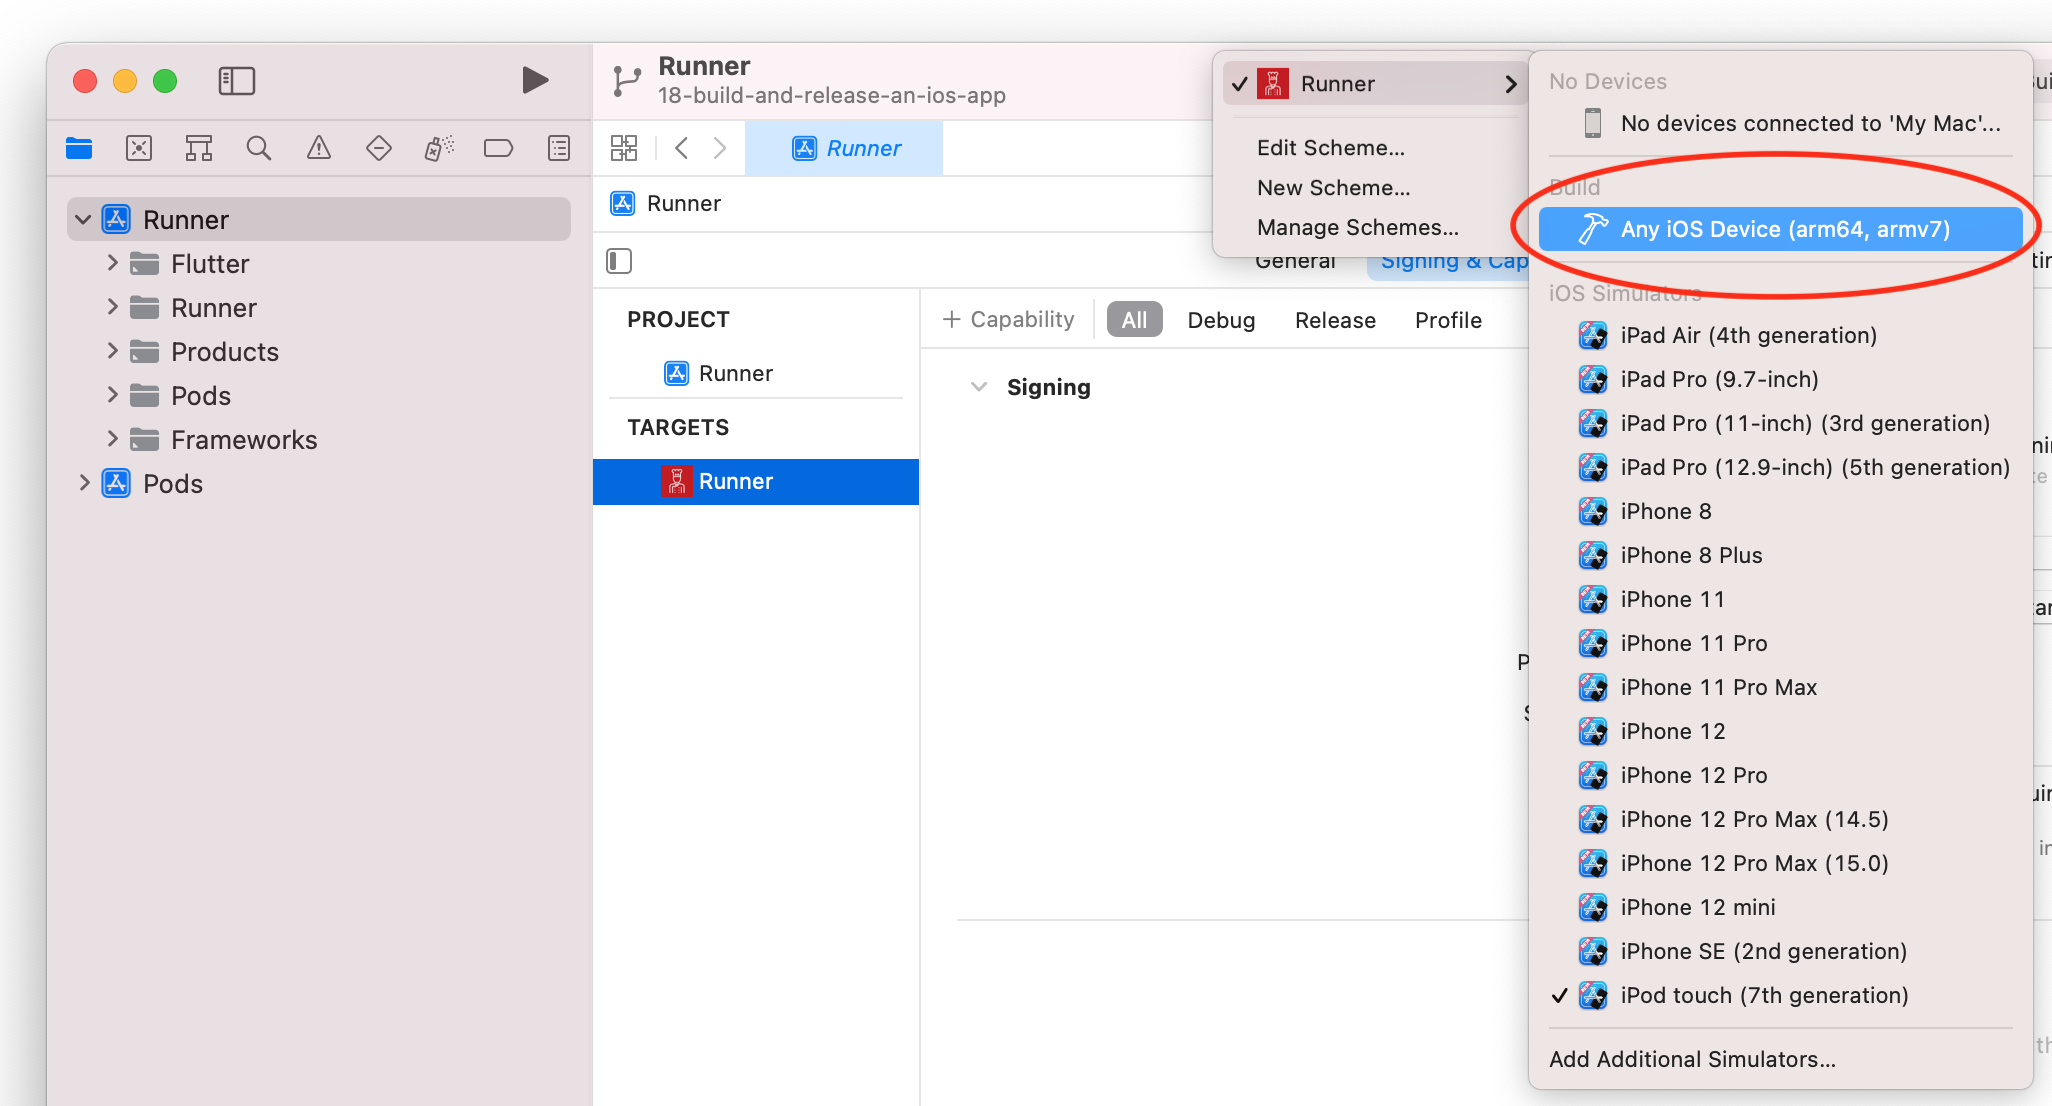 Runner
18-build-and-release-an-ios-app
Runner
Runner
General
Signing & Cap
Runner
Flutter
Runner
Products
Pods
Frameworks
Pods
PROJECT
Runner
TARGETS
Runner
+ Capability
All
Debug
Release
Profile
Signing
Runner
Edit Scheme...
New Scheme...
Manage Schemes...
No Devices
No devices connected to 'My Mac'...
Build
Any iOS Device (arm64, armv7)
iOS Simulators
iPad Air (4th generation)
iPad Pro (9.7-inch)
iPad Pro (11-inch) (3rd generation)
iPad Pro (12.9-inch) (5th generation)
iPhone 8
iPhone 8 Plus
iPhone 11
iPhone 11 Pro
iPhone 11 Pro Max
iPhone 12
iPhone 12 Pro
iPhone 12 Pro Max (14.5)
iPhone 12 Pro Max (15.0)
iPhone 12 mini
iPhone SE (2nd generation)
iPod touch (7th generation)
Add Additional Simulators...